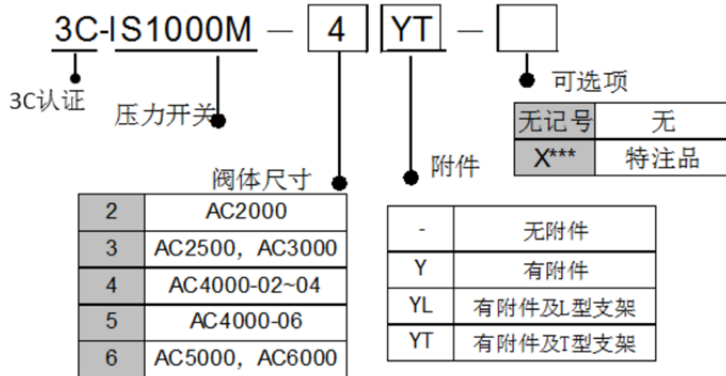 3C-IS1000M — 4 YT —
可选项
3C认证
压力开关
无记号 无
X*** 特注品
阀体尺寸
附件
2 AC2000
3 AC2500，AC3000
4 AC4000-02~04
5 AC4000-06
6 AC5000，AC6000
- 无附件
Y 有附件
YL 有附件及L型支架
YT 有附件及T型支架